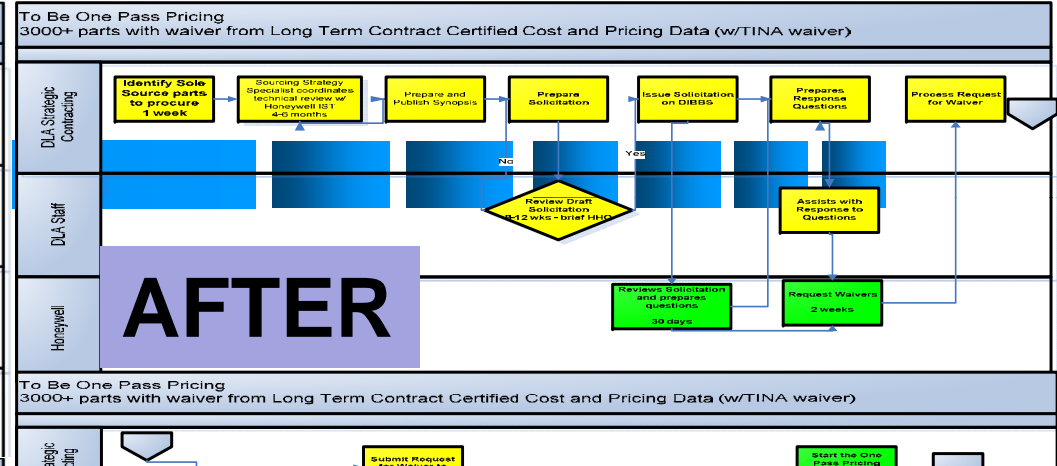 To Be One Pass Pricing
3000+ parts with waiver from Long Term Contract Certified Cost and Pricing Data (w/TINA waiver)
DLA Strategic
Contracting
Identify Sole
Source parts
to procure
1 week
Sourcing Strategy
Specialist coordinates
technical review w/
Honeywell IST
4-6 months
Prepare and
Publish Synopsis
Prepare
Solicitation
Issue Solicitation
on DIBBS
Prepares
Response
Questions
Process Request
for Waiver
No
Yes
DLA Staff
Review Draft
Solicitation
-12 wks - brief HHQ
Assists with
Response to
Questions
AFTER
Honeywell
Reviews Solicitation
and prepares
questions
30 days
Request Waivers
2 weeks
To Be One Pass Pricing
3000+ parts with waiver from Long Term Contract Certified Cost and Pricing Data (w/TINA waiver)
Submit Request
for Waiver to
Start the One
Pass Pricing